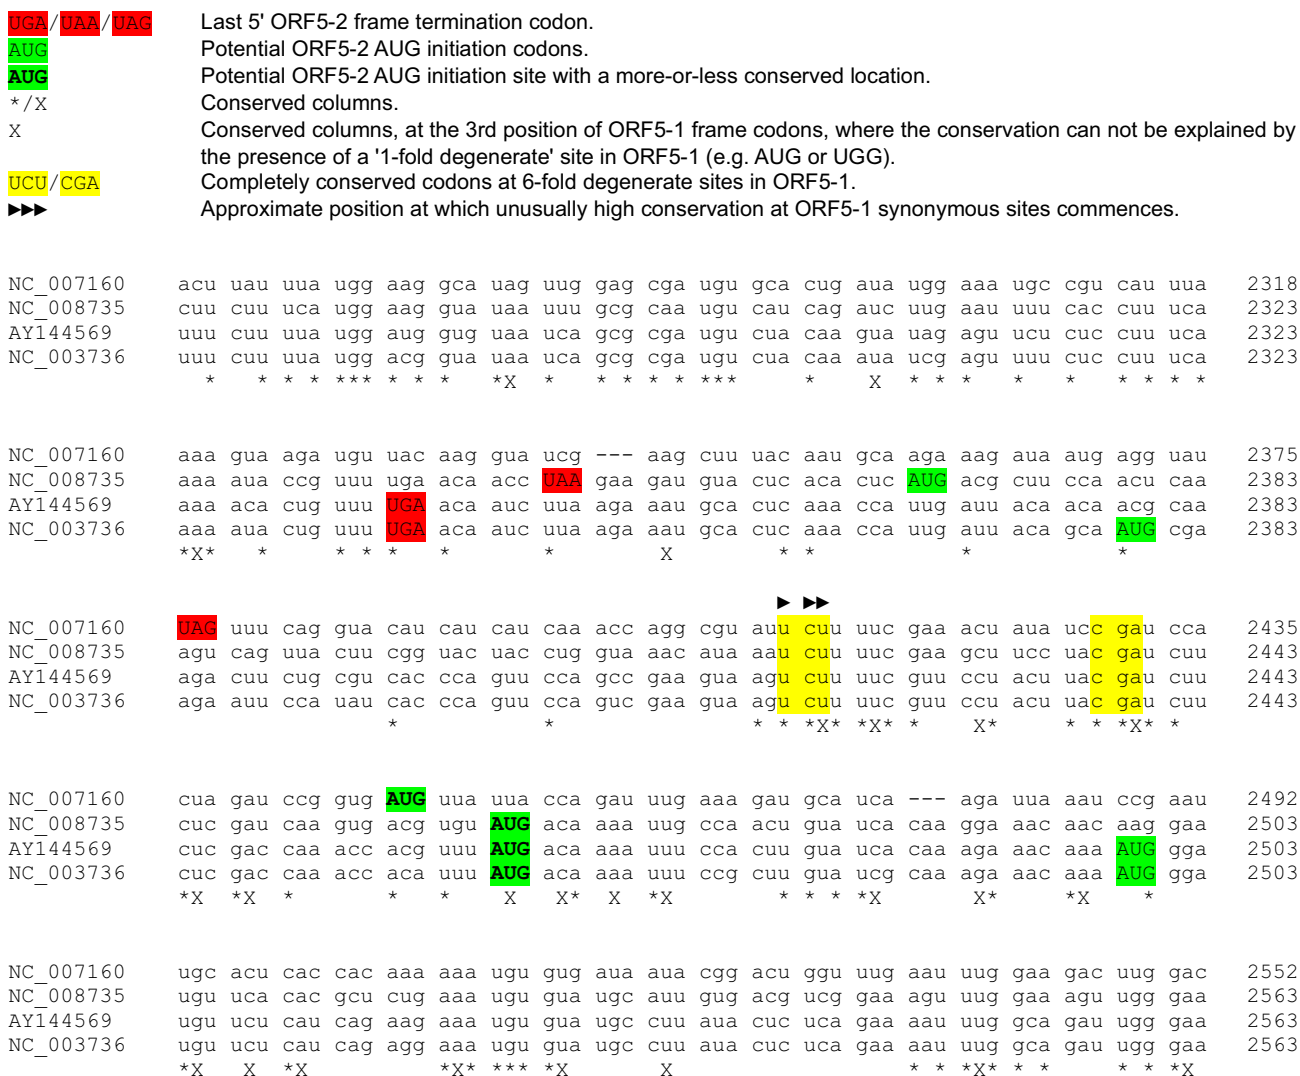 UGA/UAA/UAG Last 5' ORF5-2 frame termination codon.
AUG Potential ORF5-2 AUG initiation codons.
AUG Potential ORF5-2 AUG initiation site with a more-or-less conserved location.
*/X Conserved columns.
X Conserved columns, at the 3rd position of ORF5-1 frame codons, where the conservation can not be explained by
the presence of a '1-fold degenerate' site in ORF5-1 (e.g. AUG or UGG).
UCU/CGA Completely conserved codons at 6-fold degenerate sites in ORF5-1.
►►► Approximate position at which unusually high conservation at ORF5-1 synonymous sites commences.
NC_007160 acu uau uua ugg aag gca uag uug gag cga ugu gca cug aua ugg aaa ugc cgu cau uua 2318
NC_008735 cuu cuu uca ugg aag gua uaa uuu gcg caa ugu cau cag auc uug aau uuu cac cuu uca 2323
AY144569 uuu cuu uua ugg aug gug uaa uca gcg cga ugu cua caa gua uag agu ucu cuc cuu uca 2323
NC_003736 uuu cuu uua ugg acg gua uaa uca gcg cga ugu cua caa aua ucg agu uuu cuc cuu uca 2323
* * * * *** * * * *X * * * * * *** * X * * * * * * * * *
NC_007160 aaa gua aga ugu uac aag gua ucg --- aag cuu uac aau gca aga aag aua aug agg uau 2375
NC_008735 aaa aua ccg uuu uga aca acc UAA gaa gau gua cuc aca cuc AUG acg cuu cca acu caa 2383
AY144569 aaa aca cug uuu UGA aca auc uua aga aau gca cuc aaa cca uug auu aca aca acg caa 2383
NC_003736 aaa aua cug uuu UGA aca auc uua aga aau gca cuc aac cca uug auu aca gca AUG cga 2383
*X* * * * * * * X * * * *
► ►►
NC_007160 UAG uuu cag gua cau cau cau caa acc agg cgu auu cuu uuc gaa acu aua ucc gau cca 2435
NC_008735 agu cag uua cuu cgg uac uac cug gua aac aua aau cuu uuc gaa gcu ucc uac gau cuu 2443
AY144569 aga cuu cug cgu cac cca guu cca gcc gaa gua agu cuu uuc guu ccu acu uac gau cuu 2443
NC_003736 aga auu cca uau cac cca guu cca guc gaa gua agu cuu uuc guu ccu acu uac gau cuu 2443
* * * * *X* *X* * X* * * *X* *
NC_007160 cua gau ccg gug AUG uua uua cca gau uug aaa gau gca uca --- aga uua aau ccg aau 2492
NC_008735 cuc gau caa gug acg ugu AUG aca aaa uug cca acu gua uca caa gga aac aac aag gaa 2503
AY144569 cuc gac caa acc acg uuu AUG aca aaa uuu cca cuu gua uca caa aga aac aaa AUG gga 2503
NC_003736 cuc gac caa acc aca uuu AUG aca aaa uuu ccg cuu gua ucg caa aga aac aaa AUG gga 2503
*X *X * * * X X* X *X * * * *X X* *X *
NC_007160 ugc acu cac cac aaa aaa ugu gug aua aua cgg acu ggu uug aau uug gaa gac uug gac 2552
NC_008735 ugu uca cac gcu cug aaa ugu gua ugc auu gug acg ucg gaa agu uug gaa agu ugg gaa 2563
AY144569 ugu ucu cau cag aag aaa ugu gua ugc cuu aua cuc uca gaa aau uug gca gau ugg gaa 2563
NC_003736 ugu ucu cau cag agg aaa ugu gua ugc cuu aua cuc uca gaa aau uug gca gau ugg gaa 2563
*X X *X *X* *** *X X * * *X* * * * * *X